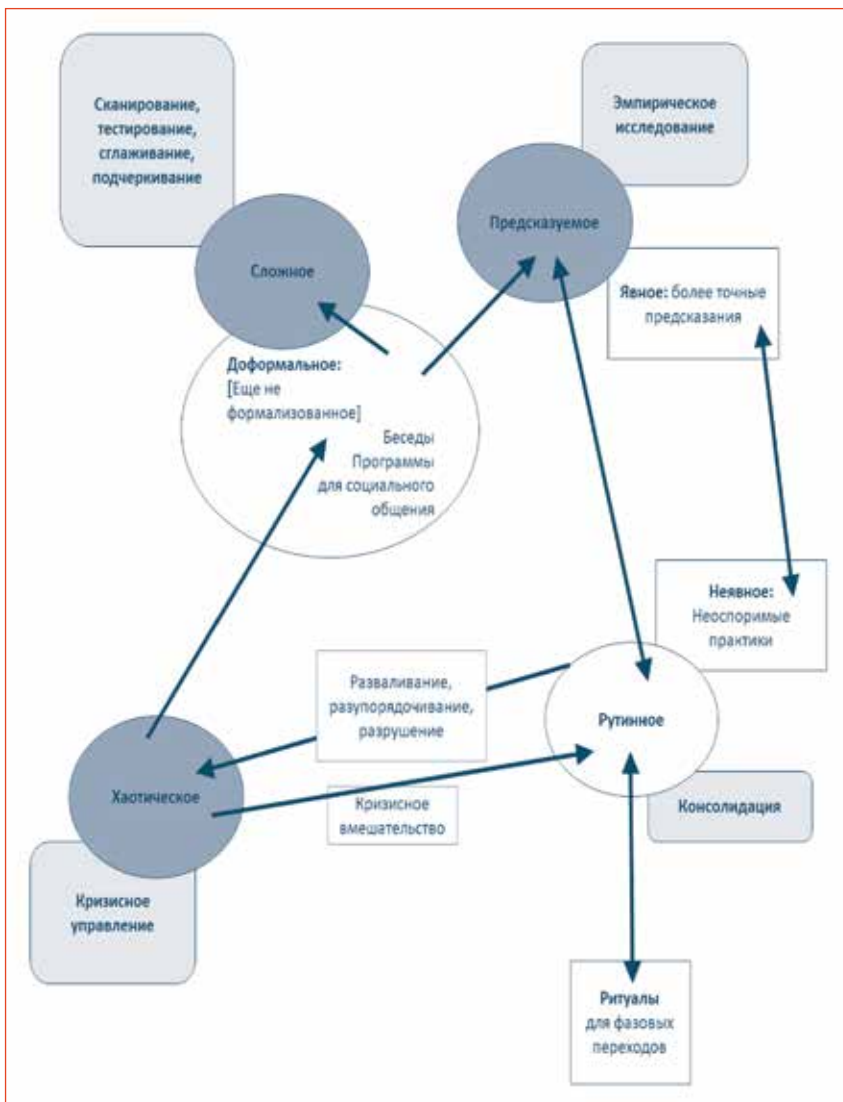 Сканирование,
тестирование,
сглаживание,
подчеркивание
Эмпирическое
исследование
Сложное
Предсказуемое
Явное: более точные
предсказания
Доформальное:
[Еще не
формализованное]
Беседы
Программы
для социального
общения
Неявное:
Неоспоримые
практики
Разваливание,
разупорядочивание,
разрушение
Рутинное
Хаотическое
Кризисное
вмешательство
Консолидация
Кризисное
управление
Ритуалы
для фазовых
переходов